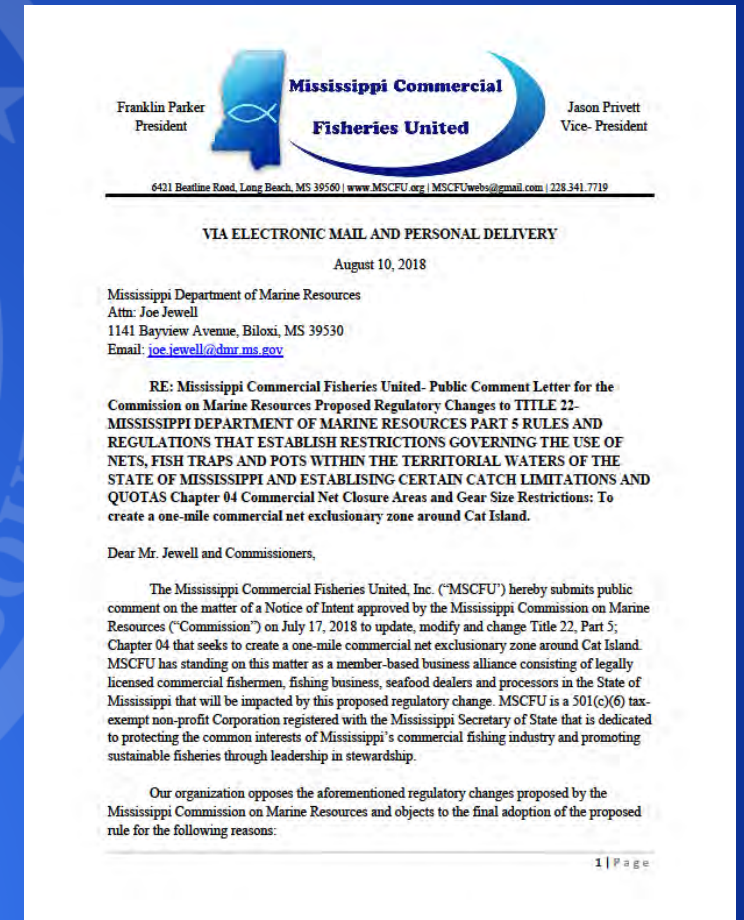 Mississippi Commercial
Fisheries United
Franklin Parker
President
Jason Privett
Vice- President
6421 Beatline Road, Long Beach, MS 39560 | www.MSCFU.org | MSCFUwebs@gmail.com | 228.341.7719
VIA ELECTRONIC MAIL AND PERSONAL DELIVERY
August 10, 2018
Mississippi Department of Marine Resources
Attn: Joe Jewell
1141 Bayview Avenue, Biloxi, MS 39530
Email: joe.jewell@dmr.ms.gov
RE: Mississippi Commercial Fisheries United- Public Comment Letter for the
Commission on Marine Resources Proposed Regulatory Changes to TITLE 22-
MISSISSIPPI DEPARTMENT OF MARINE RESOURCES PART 5 RULES AND
REGULATIONS THAT ESTABLISH RESTRICTIONS GOVERNING THE USE OF
NETS, FISH TRAPS AND POTS WITHIN THE TERRITORIAL WATERS OF THE
STATE OF MISSISSIPPI AND ESTABLISING CERTAIN CATCH LIMITATIONS AND
QUOTAS Chapter 04 Commercial Net Closure Areas and Gear Size Restrictions: To
create a one-mile commercial net exclusionary zone around Cat Island.
Dear Mr. Jewell and Commissioners,
The Mississippi Commercial Fisheries United, Inc. (“MSCFU’) hereby submits public
comment on the matter of a Notice of Intent approved by the Mississippi Commission on Marine
Resources (“Commission”) on July 17, 2018 to update, modify and change Title 22, Part 5;
Chapter 04 that seeks to create a one-mile commercial net exclusionary zone around Cat Island.
MSCFU has standing on this matter as a member-based business alliance consisting of legally
licensed commercial fishermen, fishing business, seafood dealers and processors in the State of
Mississippi that will be impacted by this proposed regulatory change. MSCFU is a 501(c)(6) tax-
exempt non-profit Corporation registered with the Mississippi Secretary of State that is dedicated
to protecting the common interests of Mississippi’s commercial fishing industry and promoting
sustainable fisheries through leadership in stewardship.
Our organization opposes the aforementioned regulatory changes proposed by the
Mississippi Commission on Marine Resources and objects to the final adoption of the proposed
rule for the following reasons:
1 | Page